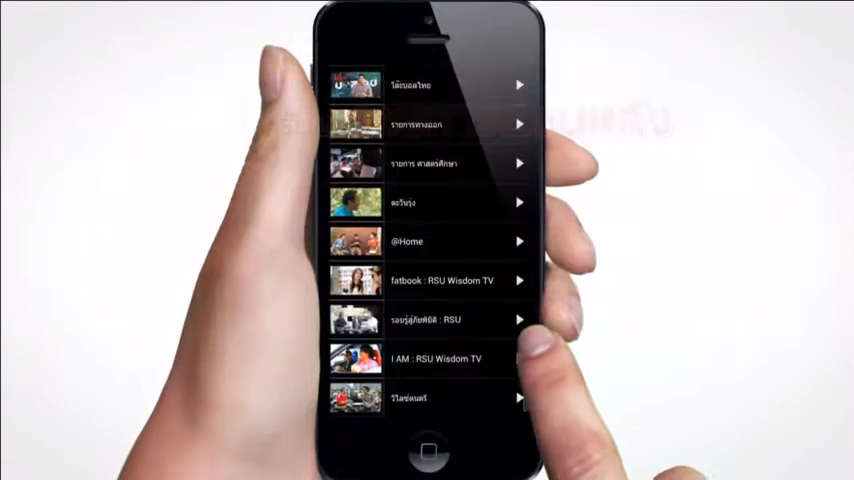 โต๊ะบอลไทย
รายการทางออก
รายการ ศาสตร์ศึกษา
ตะวันรุ่ง
@Home
fatbook : RSU Wisdom TV
รอบรู้สู้ภัยพิบัติ : RSU
I AM : RSU Wisdom TV
วิไลซ์ดนตรี